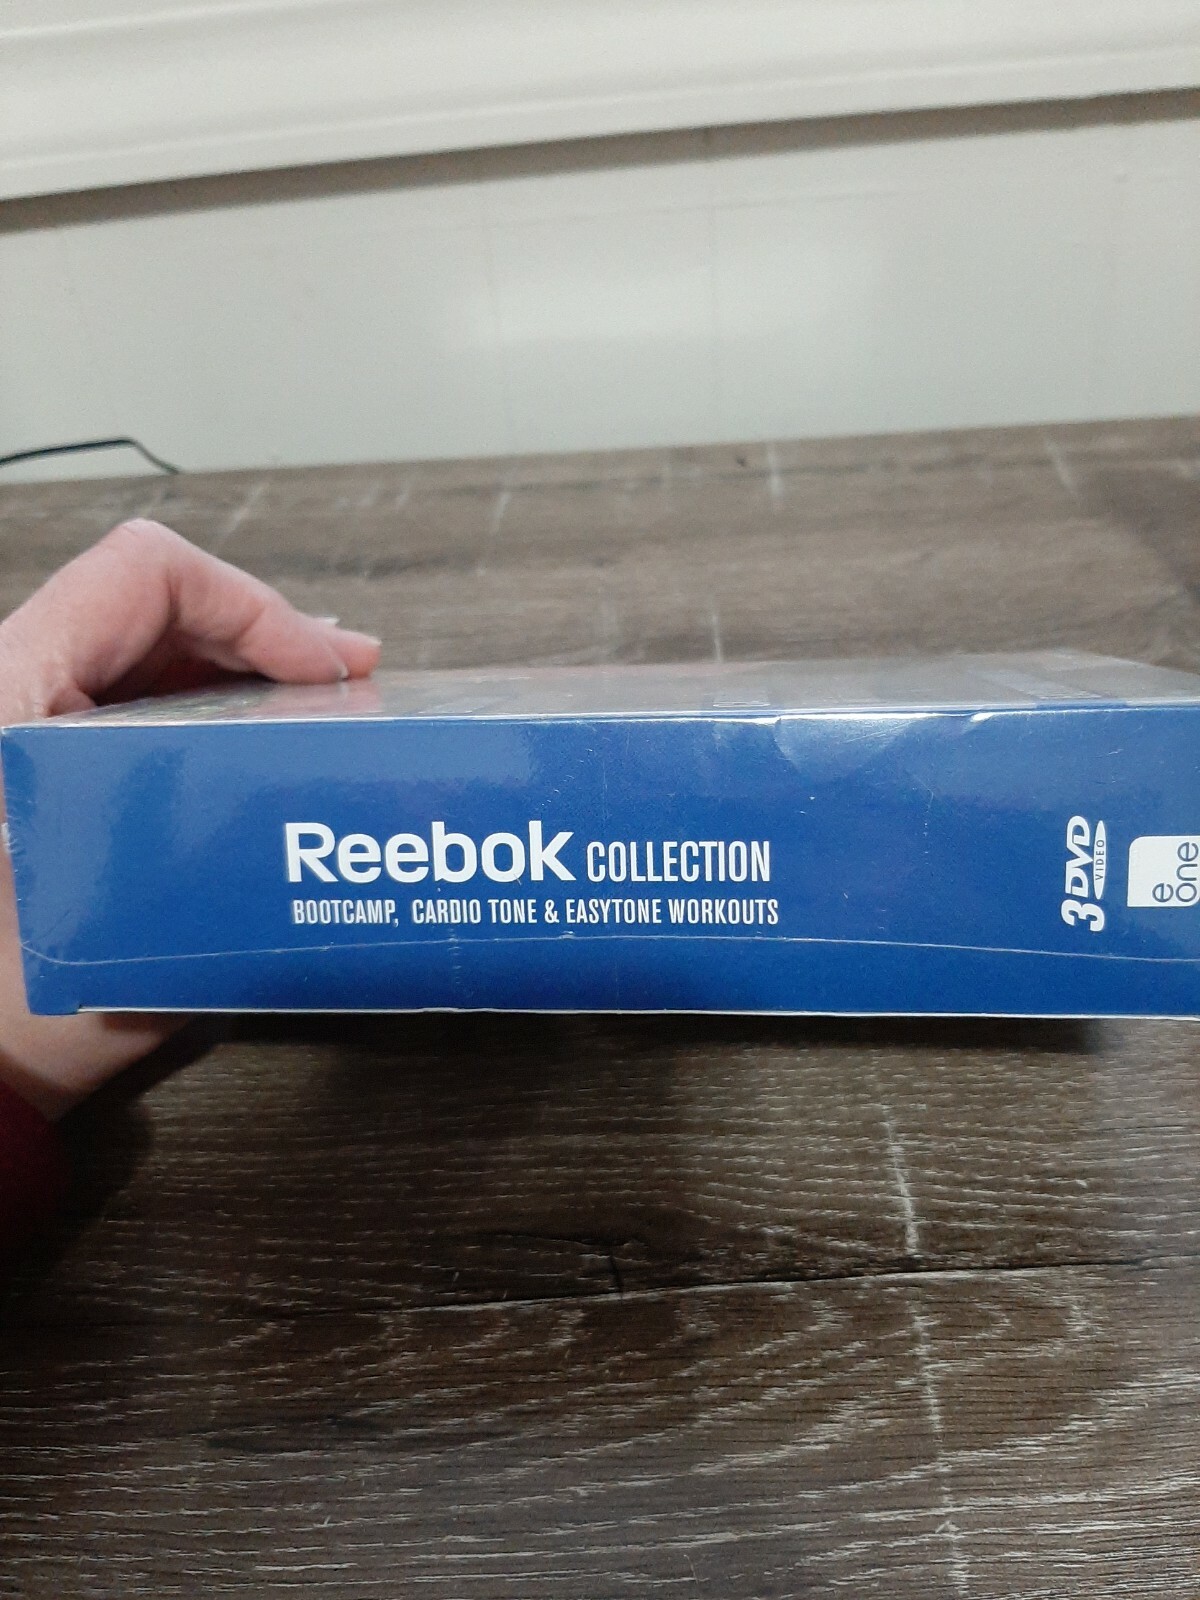 Reebok COLLECTION
BOOTCAMP, CARDIO TONE & EASYTONE WORKOUTS
3 DVD
VIDEO
e
one